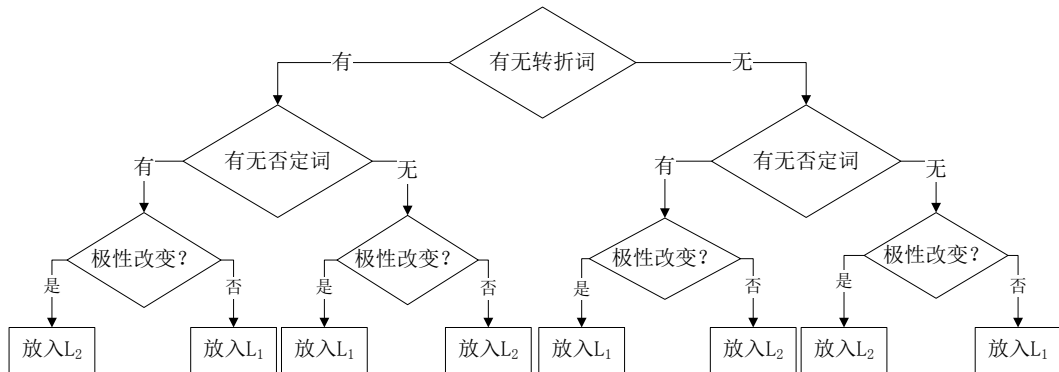 有无转折词
有
无
有无否定词
有无否定词
有
无
有
无
极性改变？
极性改变？
极性改变？
极性改变？
是
否
是
否
是
否
是
否
放入L₂
放入L₁
放入L₁
放入L₂
放入L₁
放入L₂
放入L₂
放入L₁